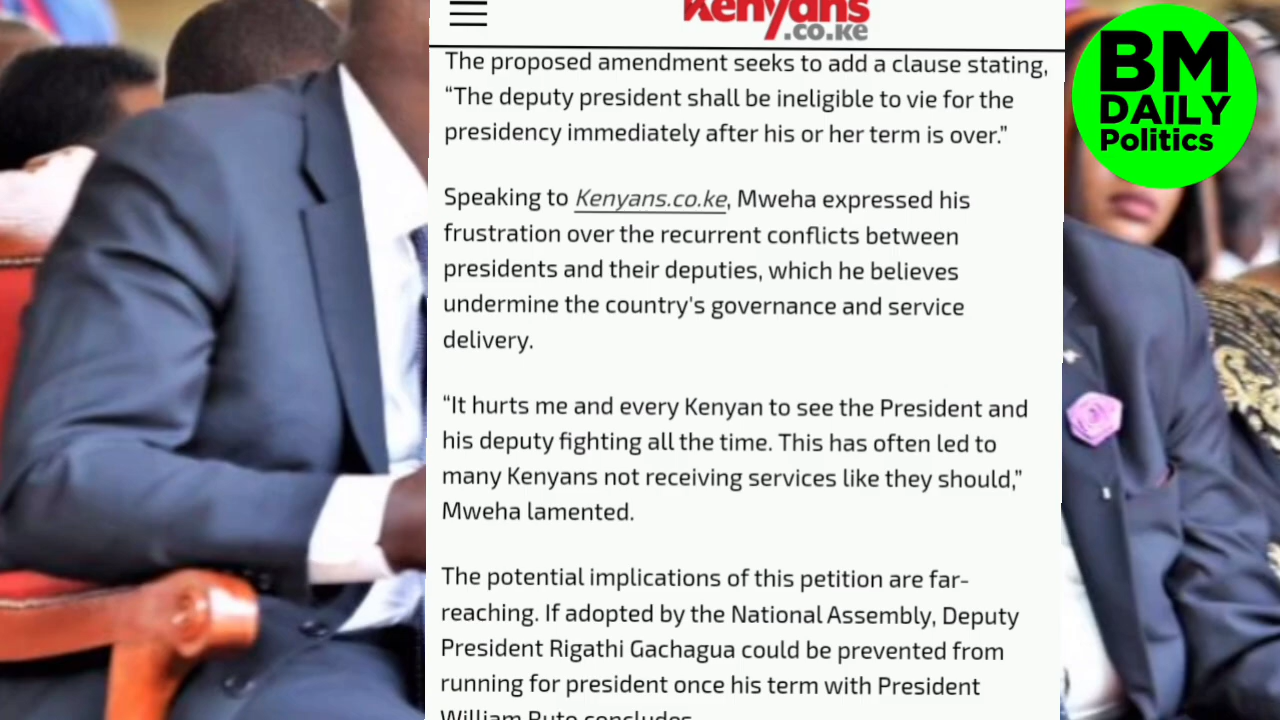 Kenyans
.co.ke
BM
DAILY
Politics
The proposed amendment seeks to add a clause stating,
“The deputy president shall be ineligible to vie for the
presidency immediately after his or her term is over.”
Speaking to Kenyans.co.ke, Mweha expressed his
frustration over the recurrent conflicts between
presidents and their deputies, which he believes
undermine the country's governance and service
delivery.
“It hurts me and every Kenyan to see the President and
his deputy fighting all the time. This has often led to
many Kenyans not receiving services like they should,”
Mweha lamented.
The potential implications of this petition are far-
reaching. If adopted by the National Assembly, Deputy
President Rigathi Gachagua could be prevented from
running for president once his term with President
William Ruto concludes.